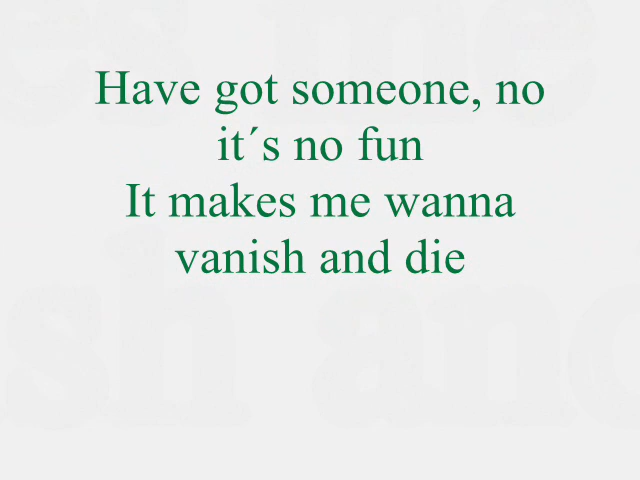 Have got someone, no
it´s no fun
It makes me wanna
vanish and die